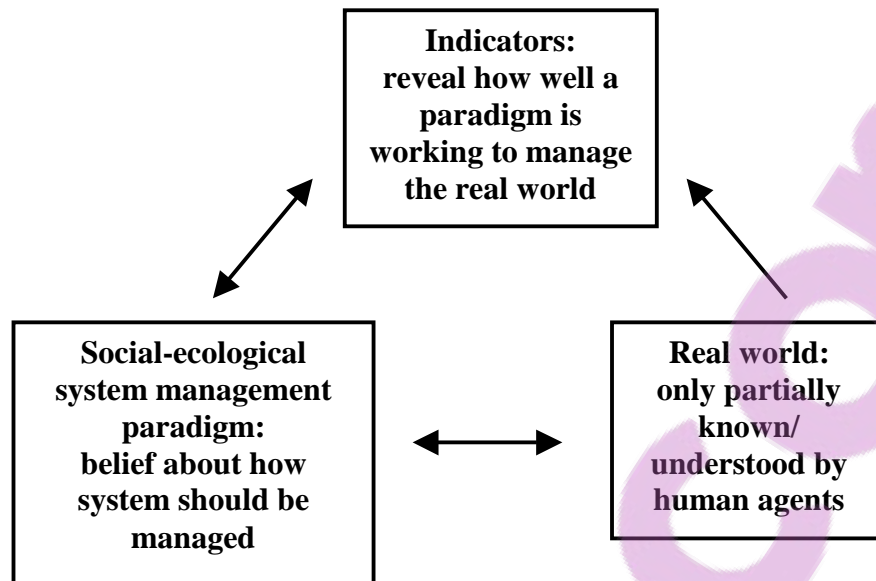 Indicators:
reveal how well a
paradigm is
working to manage
the real world
Social-ecological
system management
paradigm:
belief about how
system should be
managed
Real world:
only partially
known/
understood by
human agents